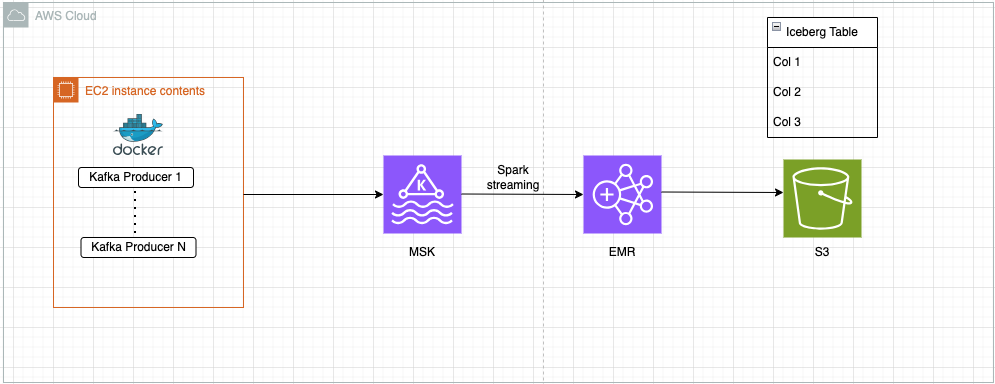 AWS Cloud
Iceberg Table
Col 1
Col 2
Col 3
EC2 instance contents
docker
Kafka Producer 1
Kafka Producer N
K
Spark
streaming
MSK
EMR
S3